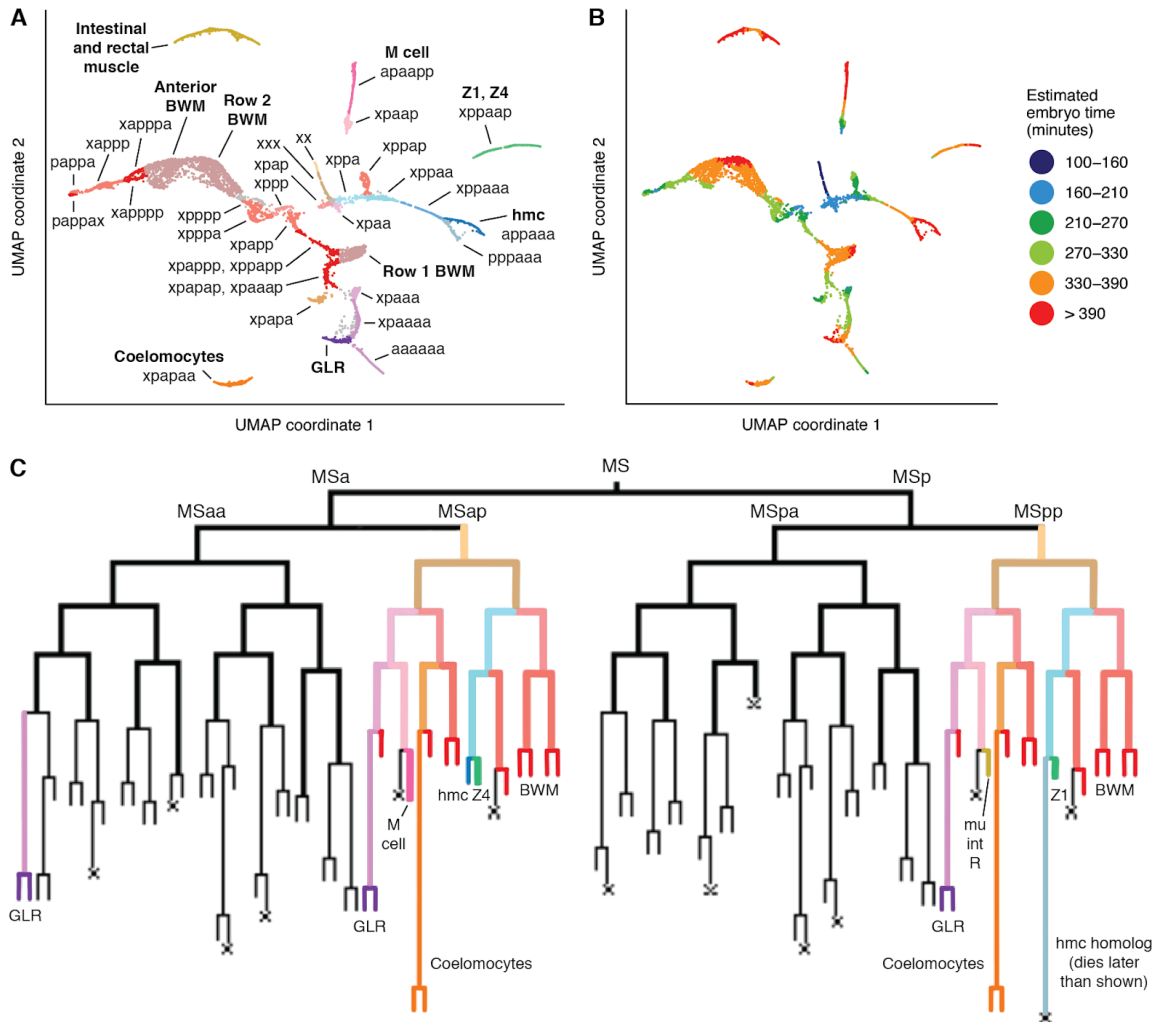 A
Intestinal
and rectal
muscle
M cell
apaapp
Anterior
BWM
Row 2
BWM
Z1, Z4
xppaap
xpaap
xapppa
xappp
pappa
xx
xxx
xppap
xppa
xpap
xppaa
xppp
xppaaa
pappax
xapppp
xpppp
xpppa
xpaa
hmc
appaaa
xpapp
pppaaa
xpappp, xppapp
Row 1 BWM
xpapap, xpaaap
xpaaa
xpapa
xpaaaa
Coelomocytes
xpapaa
GLR
aaaaaa
UMAP coordinate 2
UMAP coordinate 1
B
UMAP coordinate 2
UMAP coordinate 1
Estimated
embryo time
(minutes)
100–160
160–210
210–270
270–330
330–390
> 390
C
MS
MSa
MSp
MSaa
MSap
MSpa
MSpp
hmc Z4
BWM
M
cell
GLR
GLR
Coelomocytes
Z1
BWM
mu
int
R
GLR
Coelomocytes
hmc homolog
(dies later
than shown)